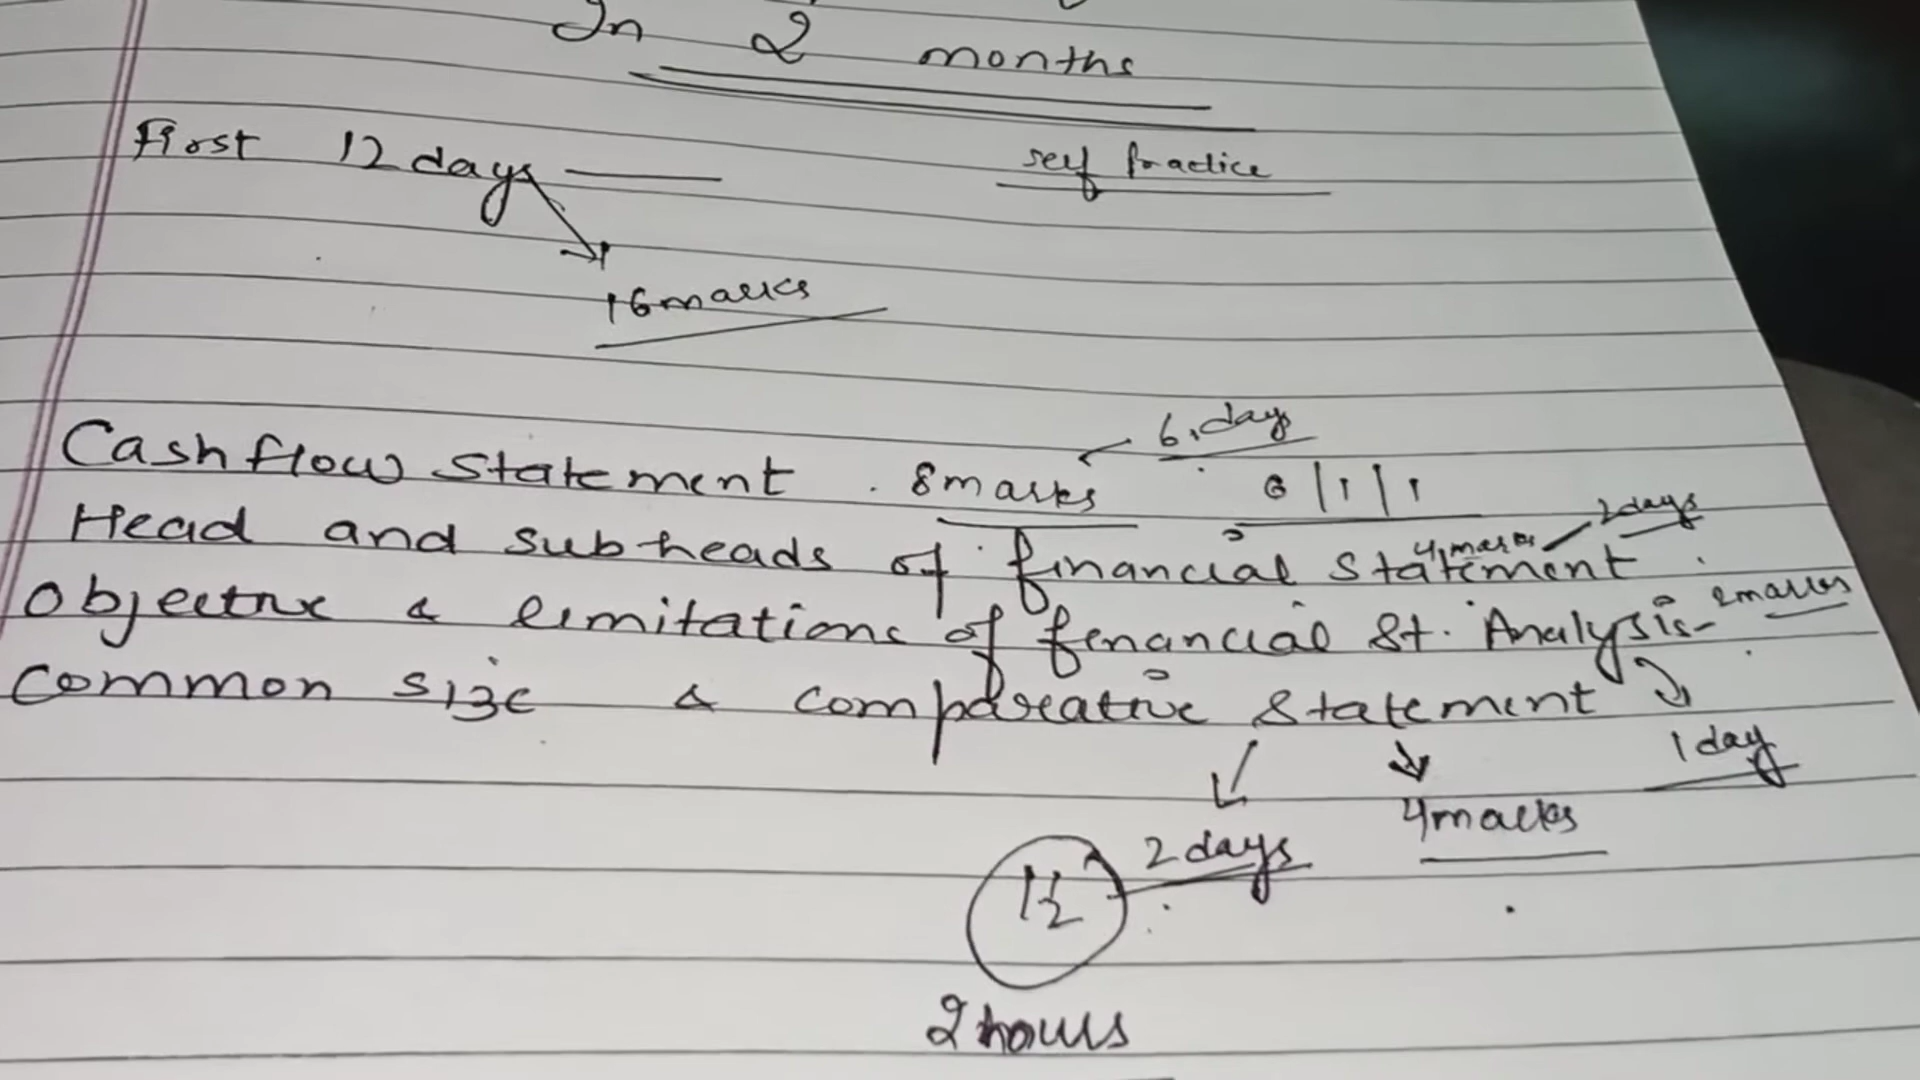 In 2 months
First 12 days
self Practice
16 marks
6 days
Cash flow statement . 8 marks
6 | 1 | 1
2 days
4 marks
Head and subheads of financial statement
2 marks
Objective & limitations of financial St. Analysis-
Common size & comparative Statement
1 day
2 days 4 marks
1½
2 hours